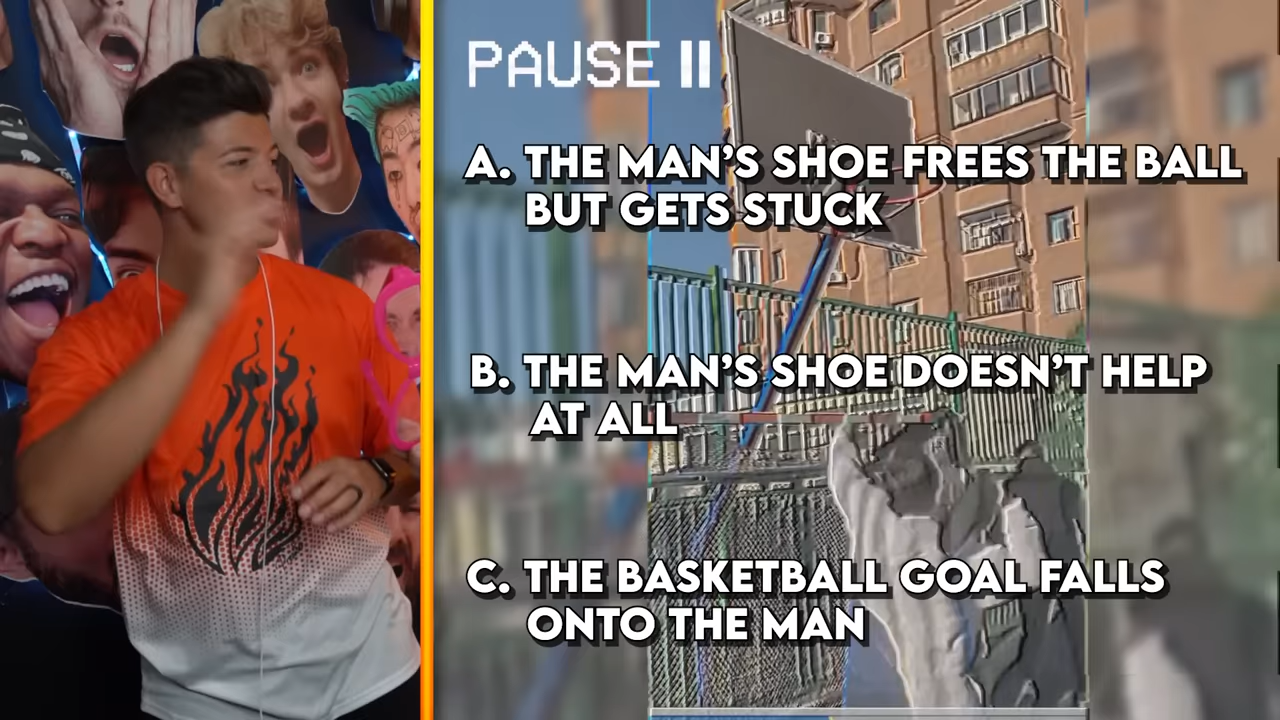 PAUSE II
A. THE MAN'S SHOE FREES THE BALL
BUT GETS STUCK
B. THE MAN'S SHOE DOESN'T HELP
AT ALL
C. THE BASKETBALL GOAL FALLS
ONTO THE MAN